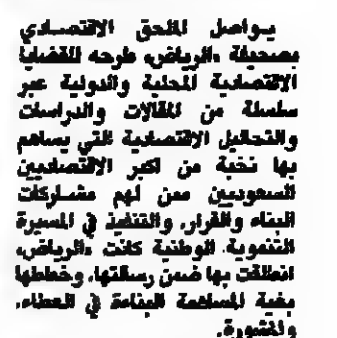 يواصل الملحق الاقتصادي
بصحيفة «الرياض» طرحه للقضايا
الاقتصادية المحلية والدولية عبر
سلسلة من المقالات والدراسات
والتحاليل الاقتصادية التي يساهم
بها نخبة من اكبر الاقتصاديين
السعوديين ممن لهم مشاركات
البناء والقرار، والتنفيذ في المسيرة
التنموية الوطنية كانت «الرياض»
انطلقت بها ضمن رسالتها، وخططها
بغية المساهمة البناءة في العطاء،
والمشورة.